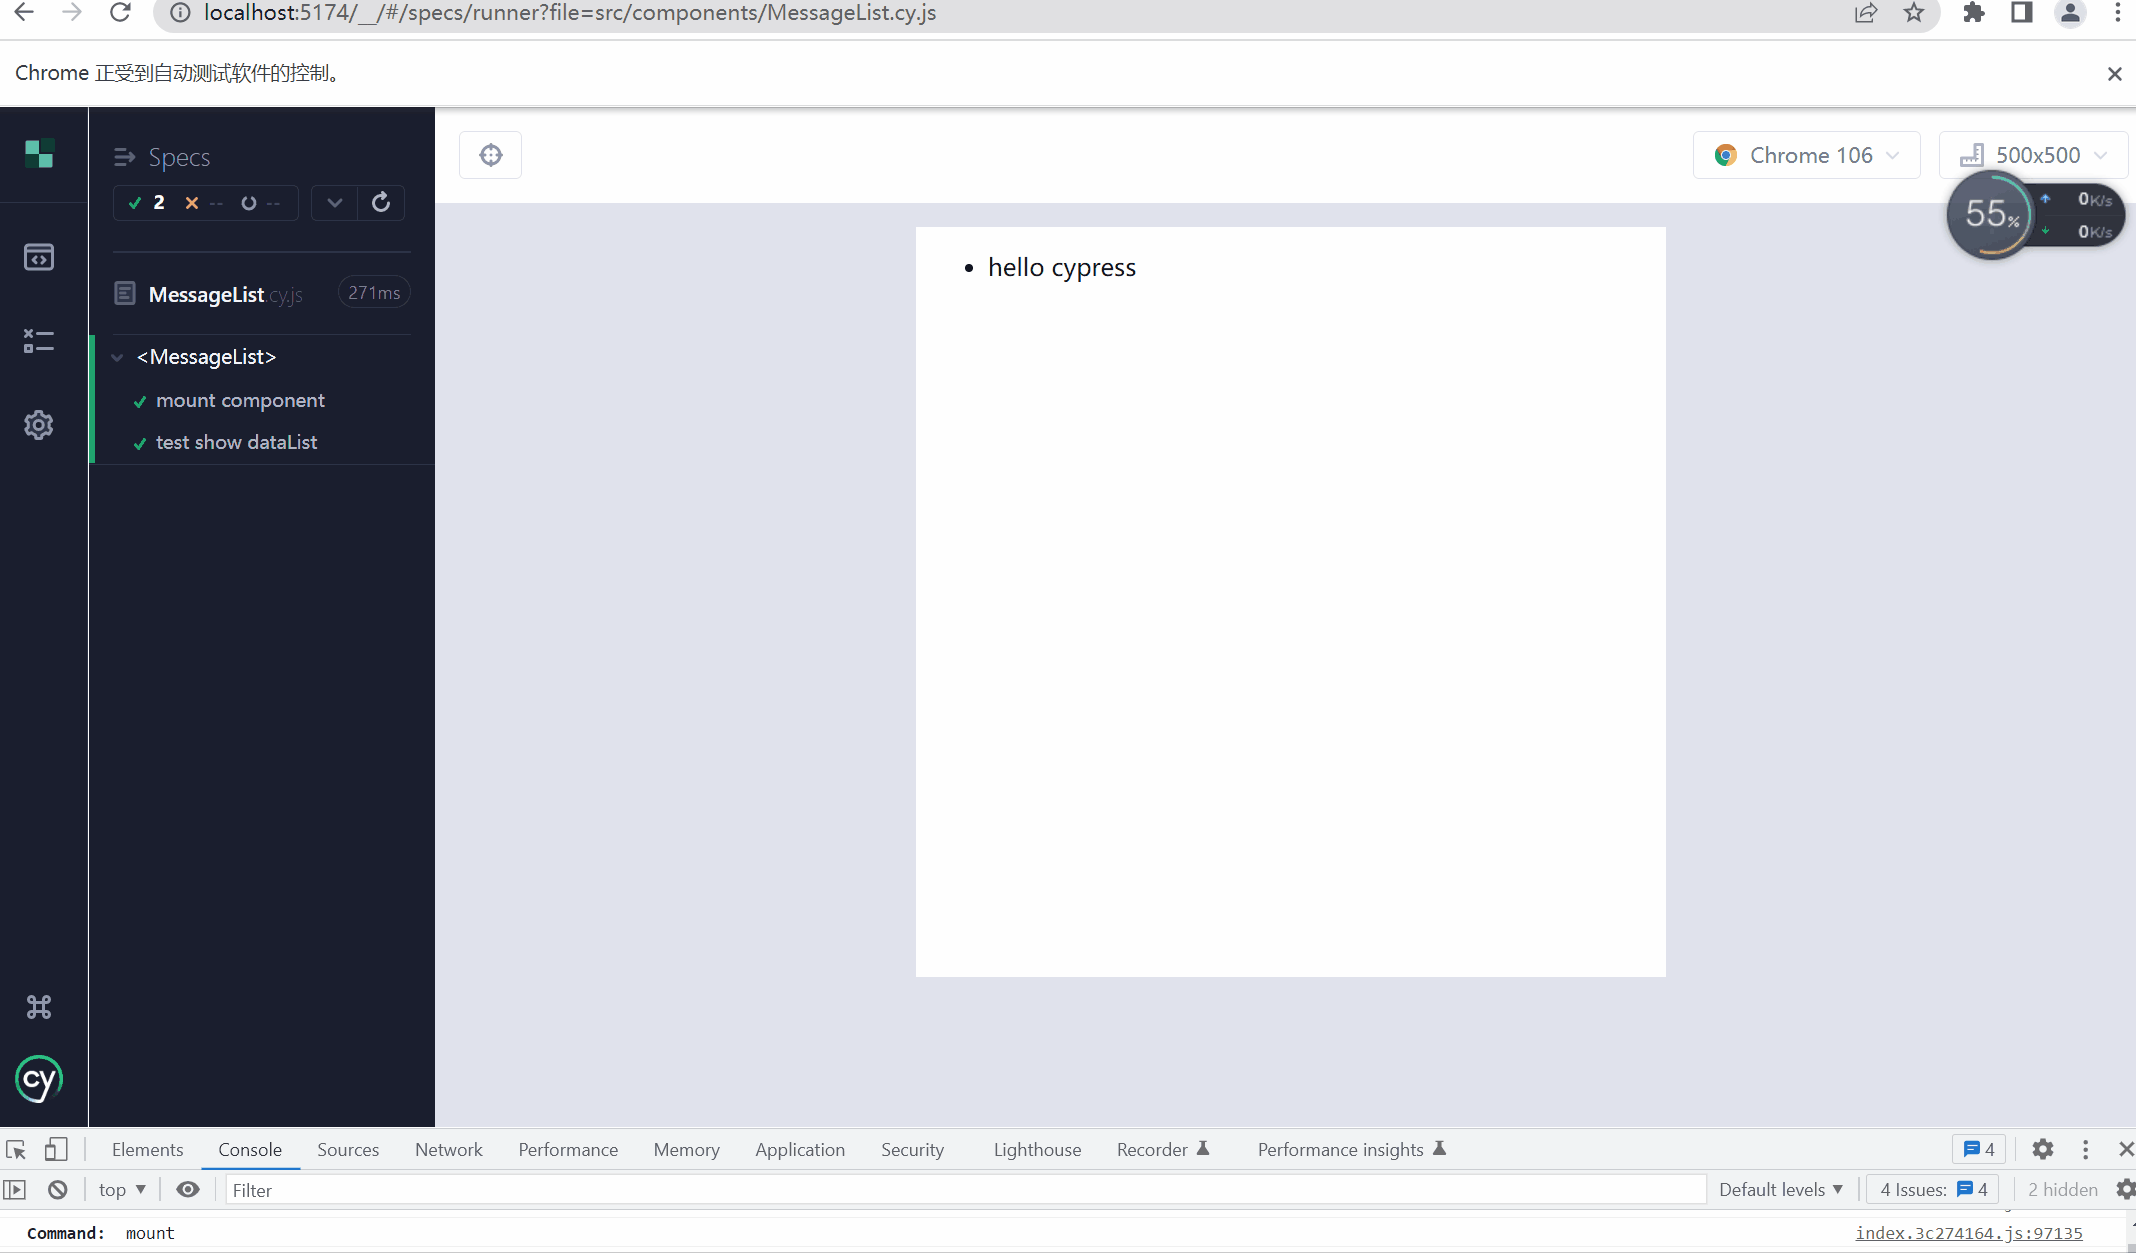 localhost:5174/__/#/specs/runner?file=src/components/MessageList.cy.js
Chrome 正受到自动测试软件的控制。
Specs
2 -- --
MessageList.cy.js 271ms
<MessageList>
mount component
test show dataList
Chrome 106
500x500
55%
0K/s
0K/s
hello cypress
cy
Elements Console Sources Network Performance Memory Application Security Lighthouse Recorder Performance insights 4
top Filter Default levels 4 Issues: 4 2 hidden
Command: mount index.3c274164.js:97135